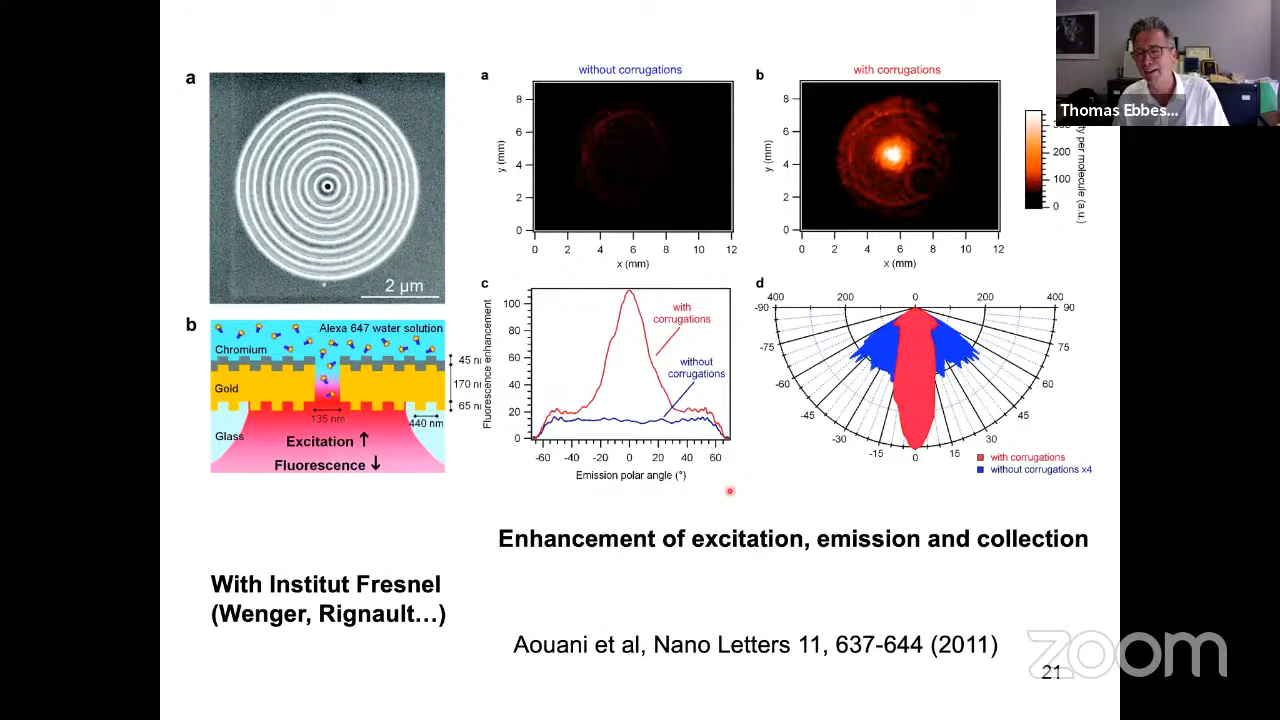 a
2 µm
b
Alexa 647 water solution
Chromium
45
Gold
170
65
135 nm
440 nm
Glass
Excitation ↑
Fluorescence ↓
a
without corrugations
y (mm)
8
6
4
2
0
0 2 4 6 8 10 12
x (mm)
b
with corrugations
y (mm)
8
6
4
2
0
0 2 4 6 8 10 12
x (mm)
200
100
0
per molecule (a.u.)
Thomas Ebbes...
c
Fluorescence enhancement
100
80
60
40
20
0
with
corrugations
without
corrugations
-60 -40 -20 0 20 40 60
Emission polar angle (°)
d
400 200 0 200 400
-90 90
-75 75
-60 60
-45 45
-30 30
-15 0 15
with corrugations
without corrugations x4
Enhancement of excitation, emission and collection
With Institut Fresnel
(Wenger, Rignault...)
Aouani et al, Nano Letters 11, 637-644 (2011)
zoom
21